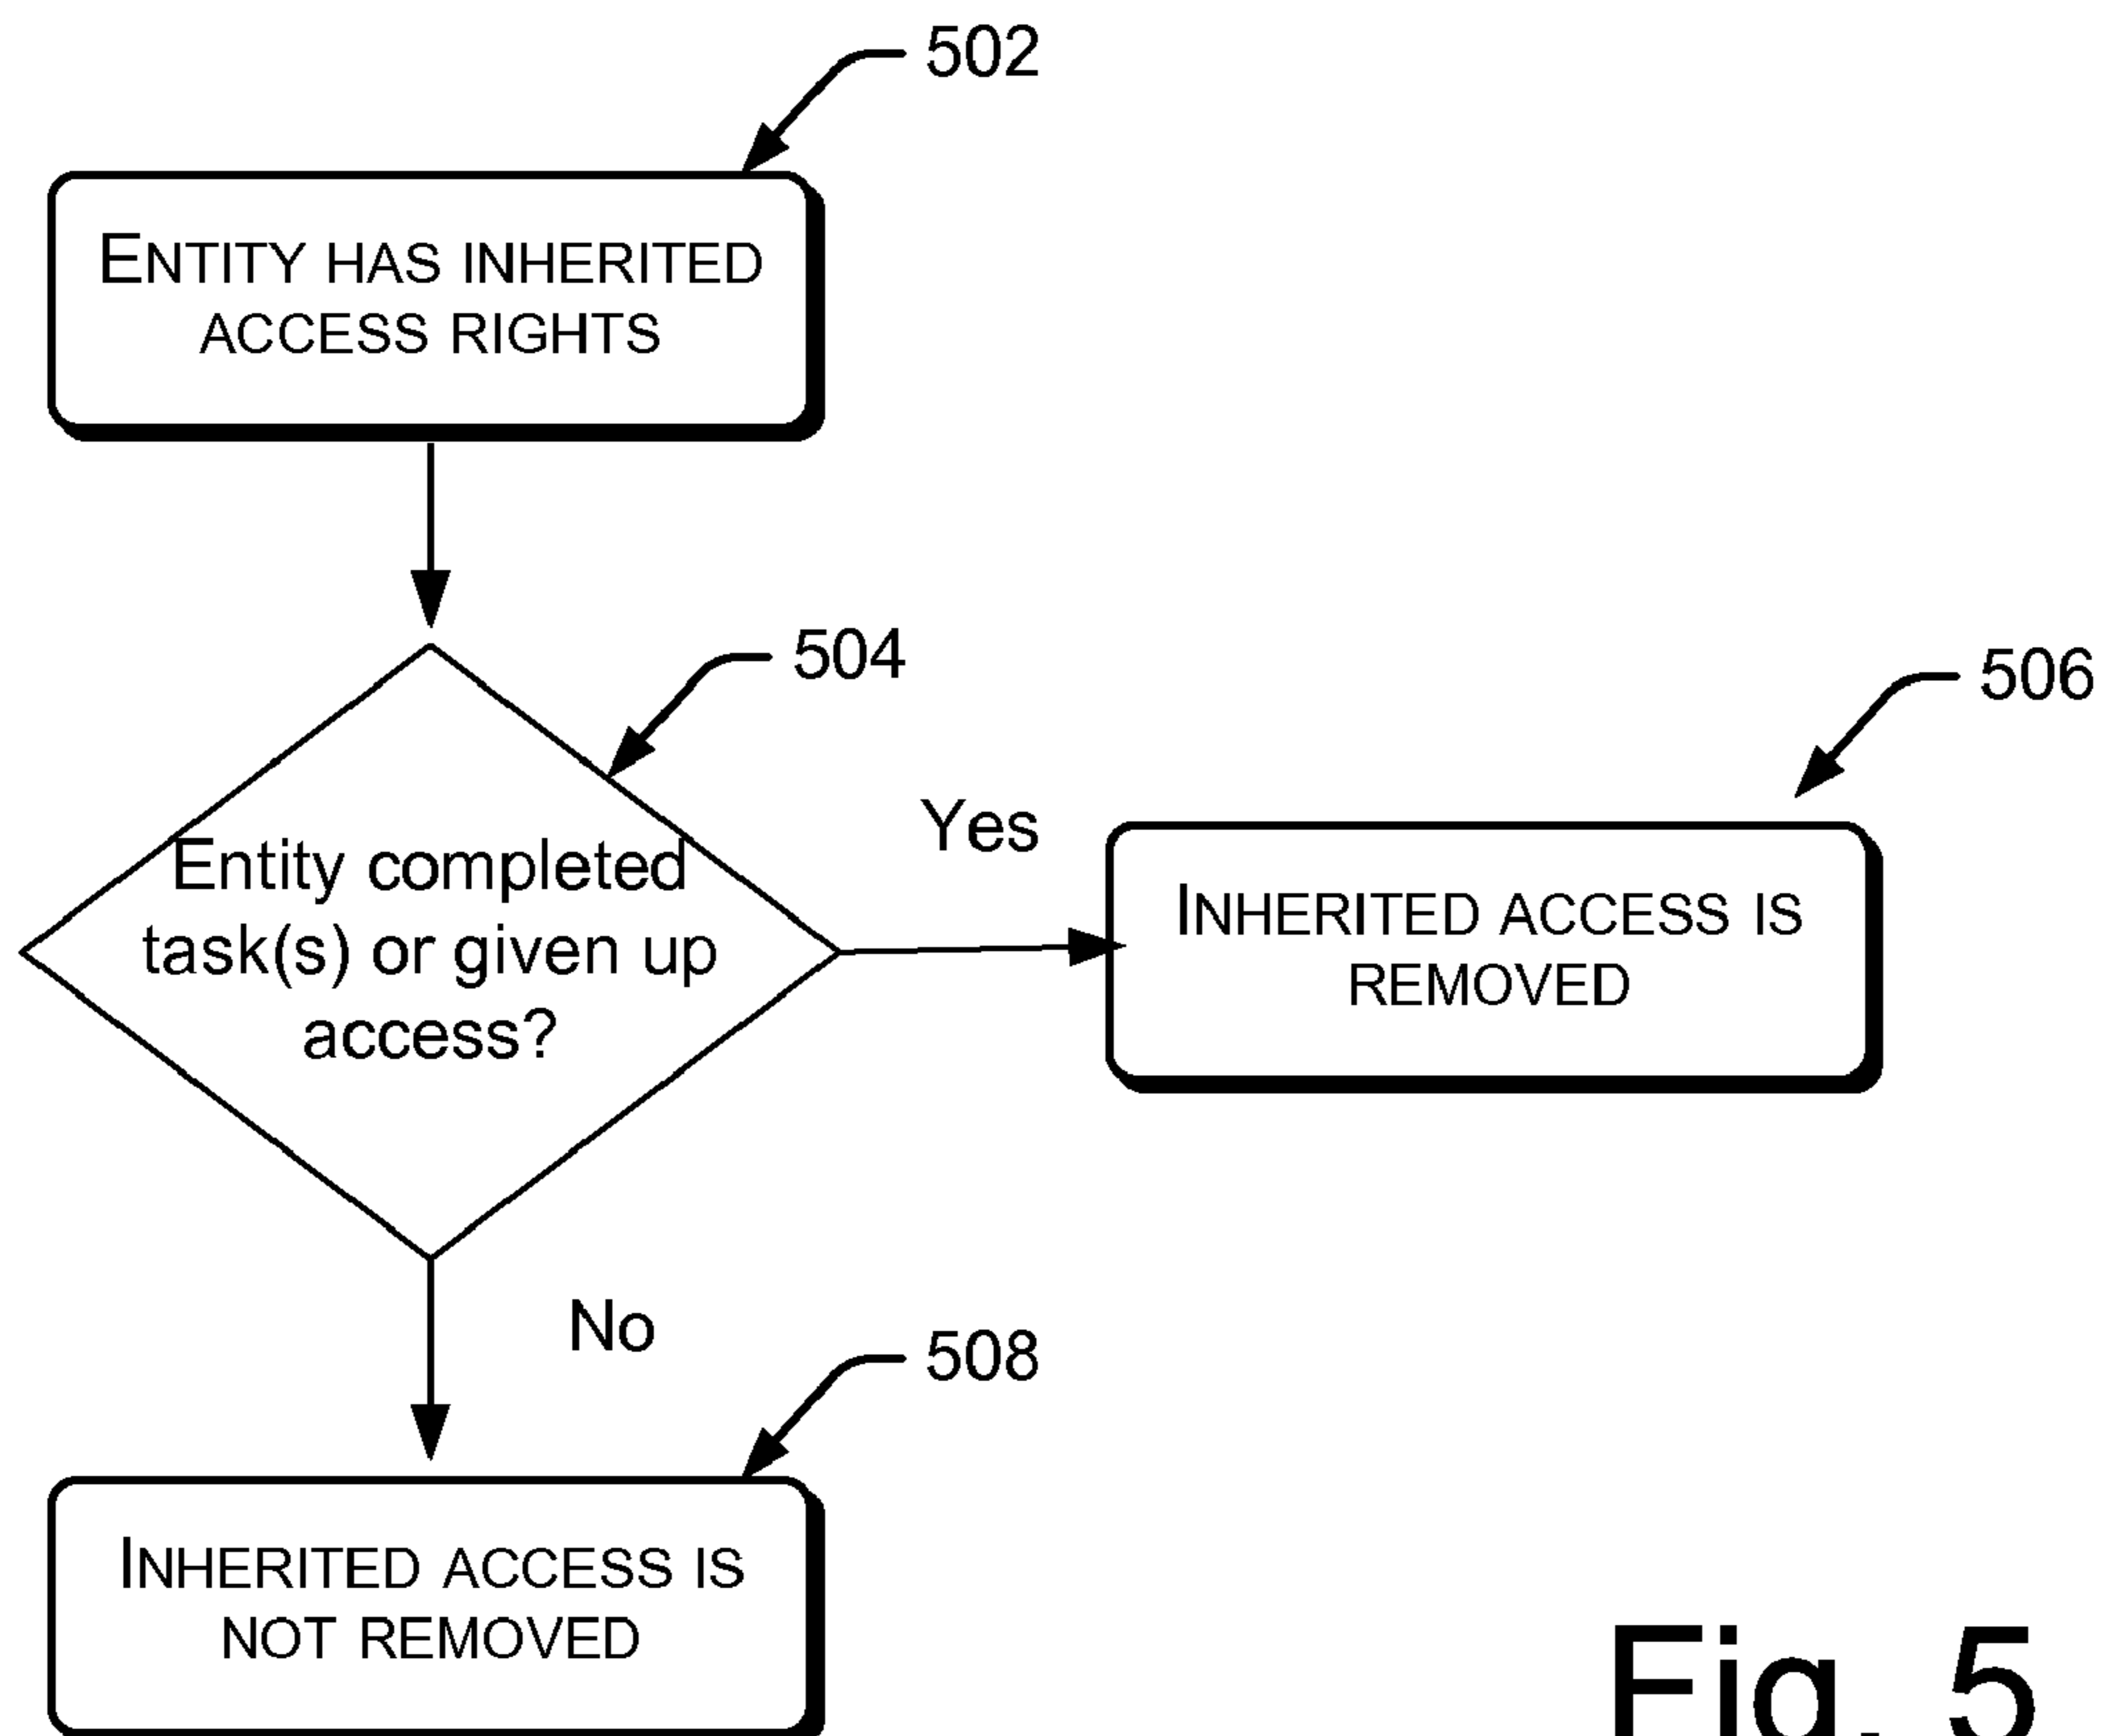 502
ENTITY HAS INHERITED
ACCESS RIGHTS
504
506
Entity completed
task(s) or given up
access?
Yes
INHERITED ACCESS IS
REMOVED
No
508
INHERITED ACCESS IS
NOT REMOVED
Fig. 5